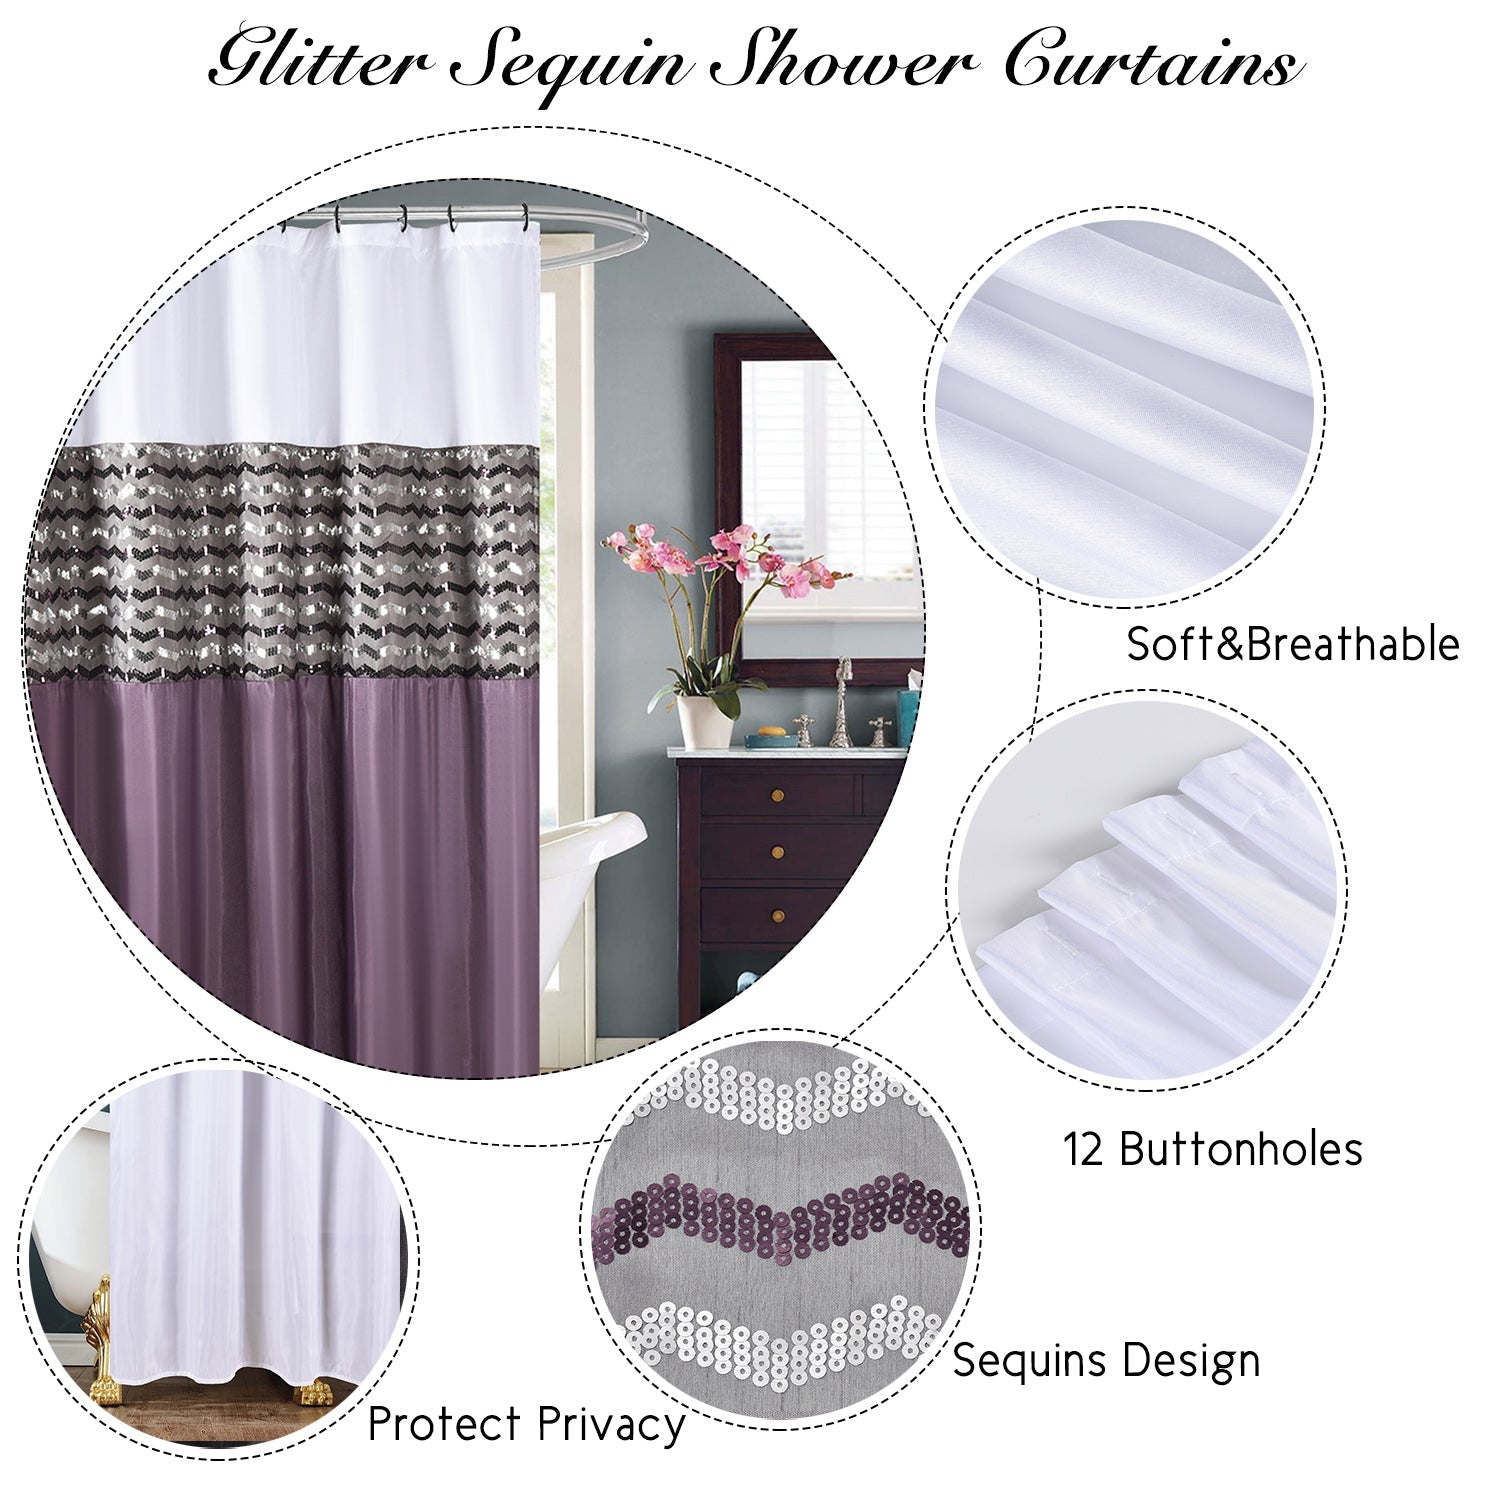 Glitter Sequin Shower Curtains
Soft&Breathable
12 Buttonholes
Sequins Design
Protect Privacy